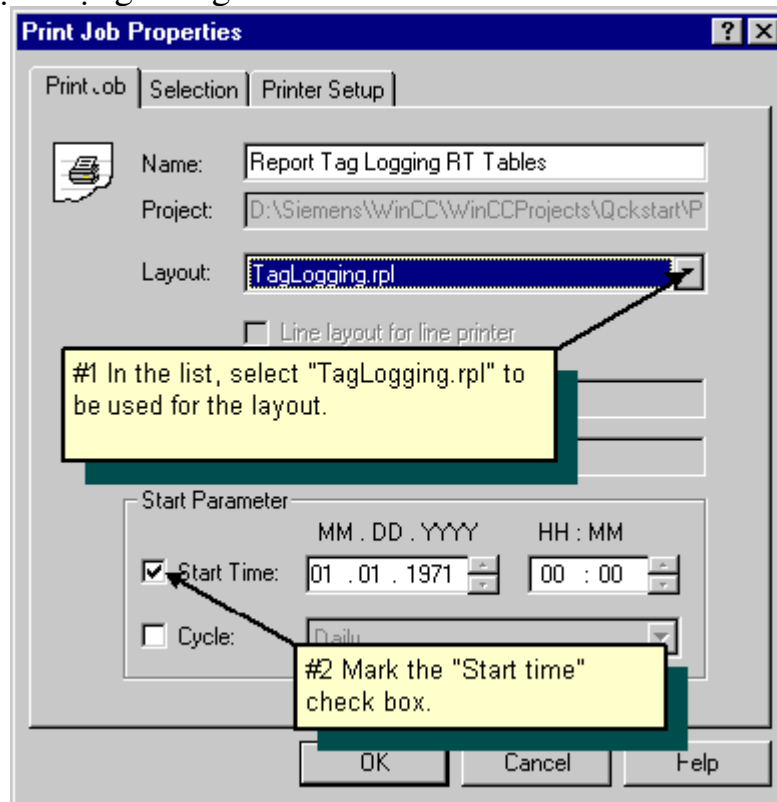 Print Job Properties
Print Job Selection Printer Setup
Name: Report Tag Logging RT Tables
Project: D:\Siemens\WinCC\WinCCProjects\Qckstart\P
Layout: TagLogging.rpl
Line layout for line printer
#1 In the list, select "TagLogging.rpl" to
be used for the layout.
Start Parameter
MM . DD . YYYY HH : MM
Start Time: 01 . 01 . 1971 00 : 00
Cycle: Daily
#2 Mark the "Start time"
check box.
OK Cancel Help